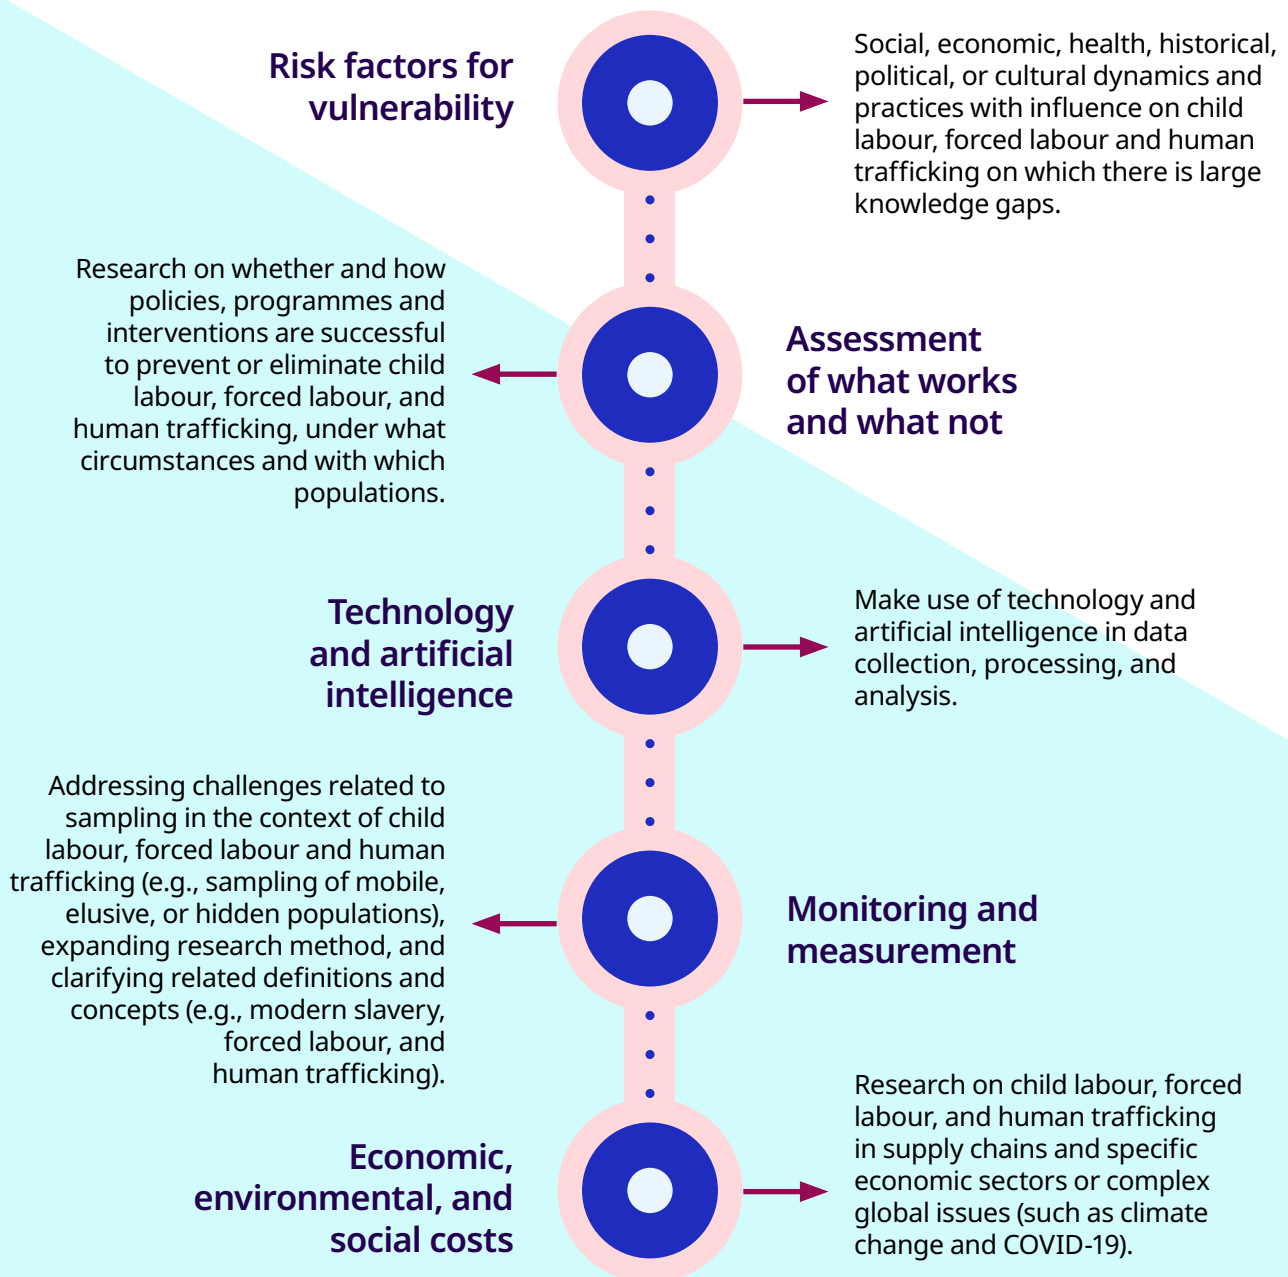 Risk factors for
vulnerability
Social, economic, health, historical,
political, or cultural dynamics and
practices with influence on child
labour, forced labour and human
trafficking on which there is large
knowledge gaps.
Assessment
of what works
and what not
Research on whether and how
policies, programmes and
interventions are successful
to prevent or eliminate child
labour, forced labour, and
human trafficking, under what
circumstances and with which
populations.
Technology
and artificial
intelligence
Make use of technology and
artificial intelligence in data
collection, processing, and
analysis.
Monitoring and
measurement
Addressing challenges related to
sampling in the context of child
labour, forced labour and human
trafficking (e.g., sampling of mobile,
elusive, or hidden populations),
expanding research method, and
clarifying related definitions and
concepts (e.g., modern slavery,
forced labour, and
human trafficking).
Economic,
environmental, and
social costs
Research on child labour, forced
labour, and human trafficking
in supply chains and specific
economic sectors or complex
global issues (such as climate
change and COVID-19).